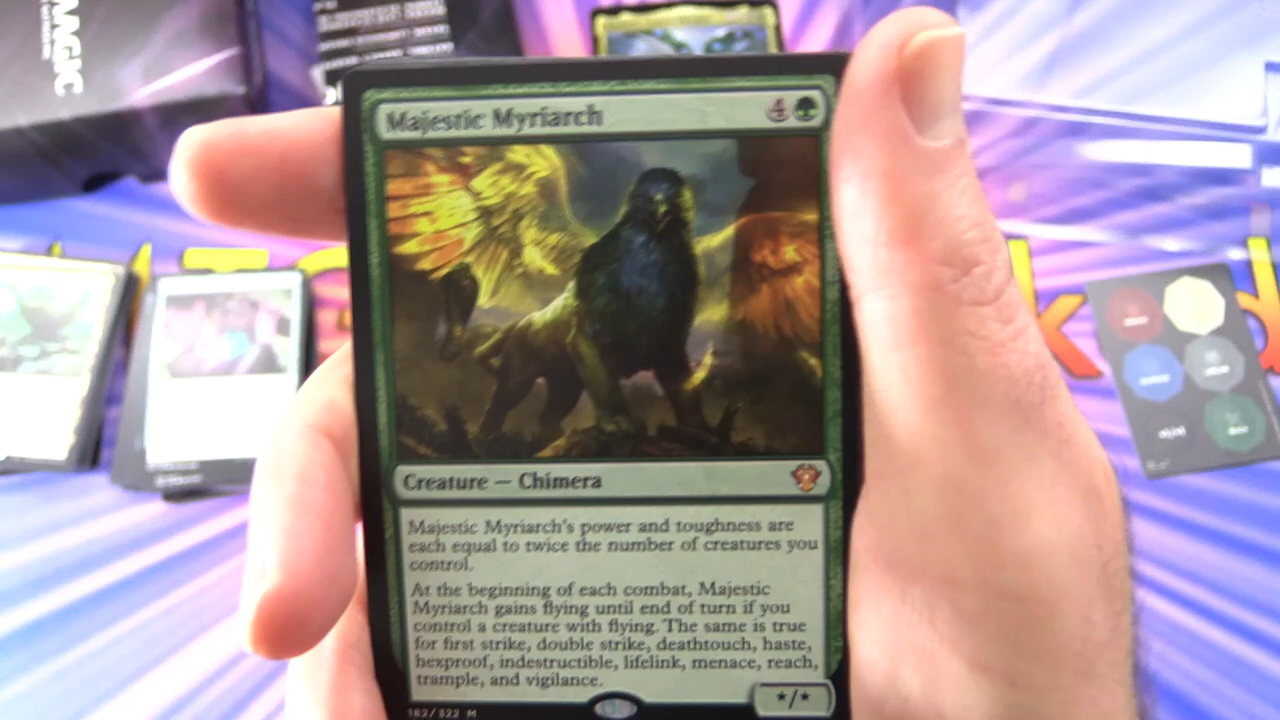 MAGIC
Majestic Myriarch 4
Creature — Chimera
Majestic Myriarch's power and toughness are
each equal to twice the number of creatures you
control.
At the beginning of each combat, Majestic
Myriarch gains flying until end of turn if you
control a creature with flying. The same is true
for first strike, double strike, deathtouch, haste,
hexproof, indestructible, lifelink, menace, reach,
trample, and vigilance.
*/*
182/322 M